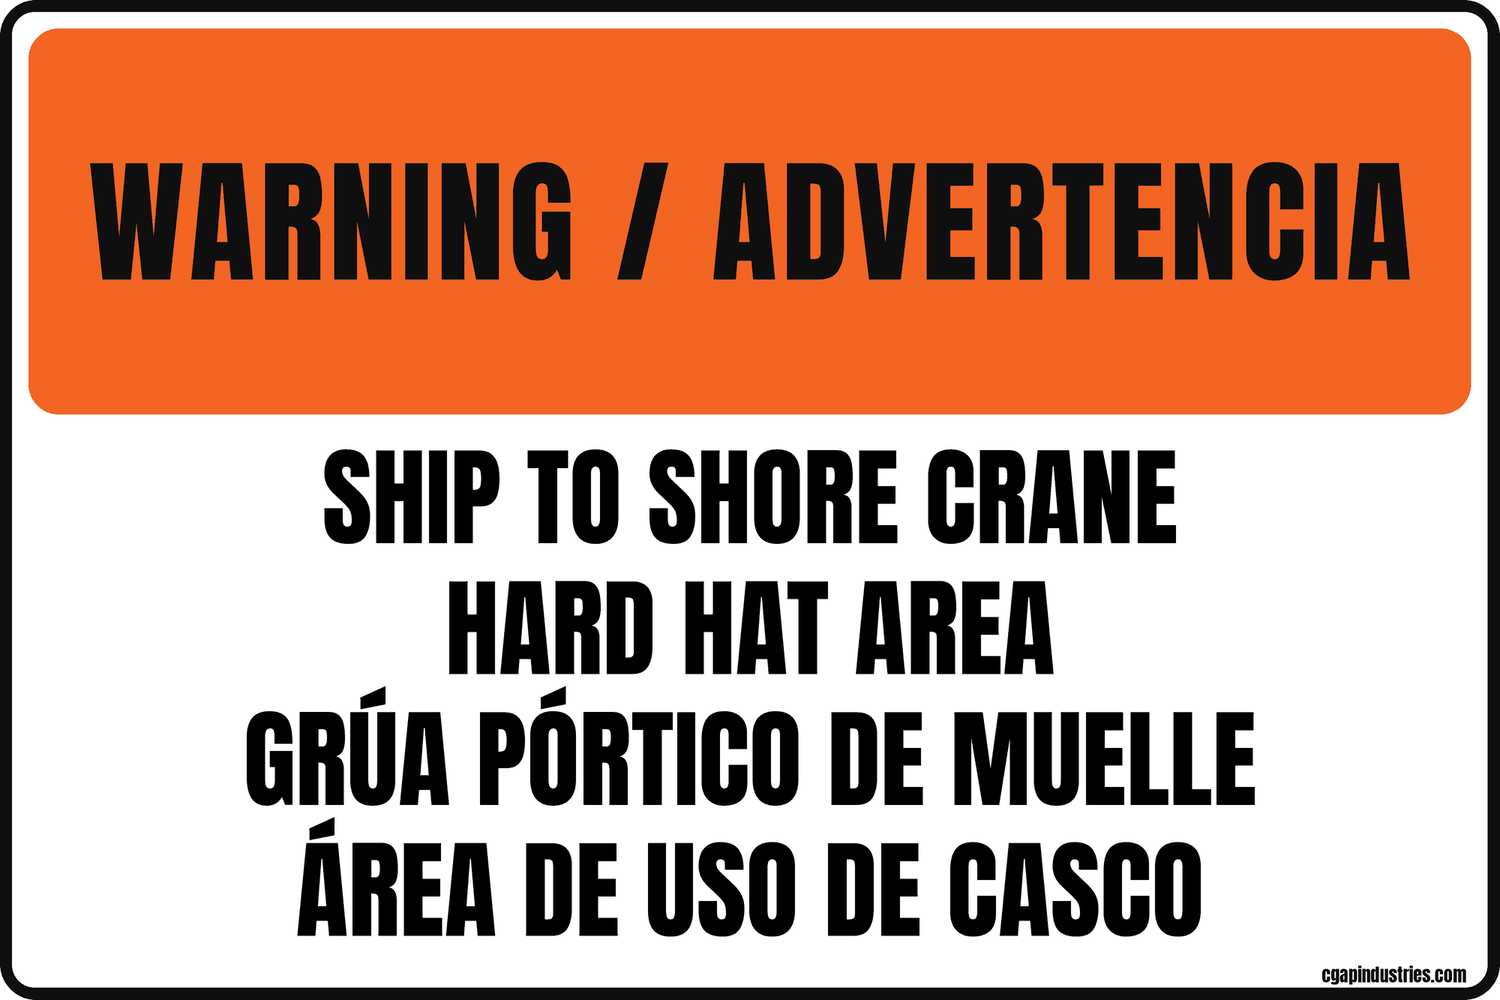 WARNING / ADVERTENCIA
SHIP TO SHORE CRANE
HARD HAT AREA
GRÚA PÓRTICO DE MUELLE
ÁREA DE USO DE CASCO
cgapindustries.com